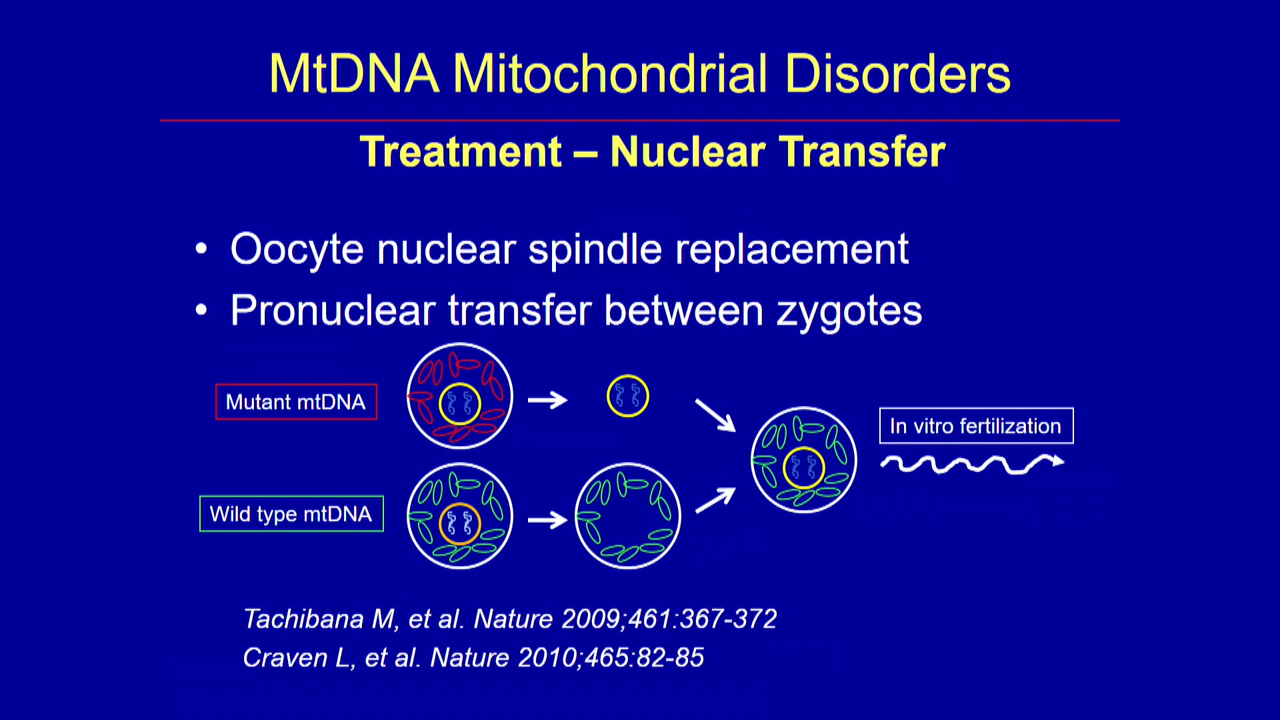 MtDNA Mitochondrial Disorders
Treatment – Nuclear Transfer
• Oocyte nuclear spindle replacement
• Pronuclear transfer between zygotes
Mutant mtDNA
In vitro fertilization
Wild type mtDNA
Tachibana M, et al. Nature 2009;461:367-372
Craven L, et al. Nature 2010;465:82-85